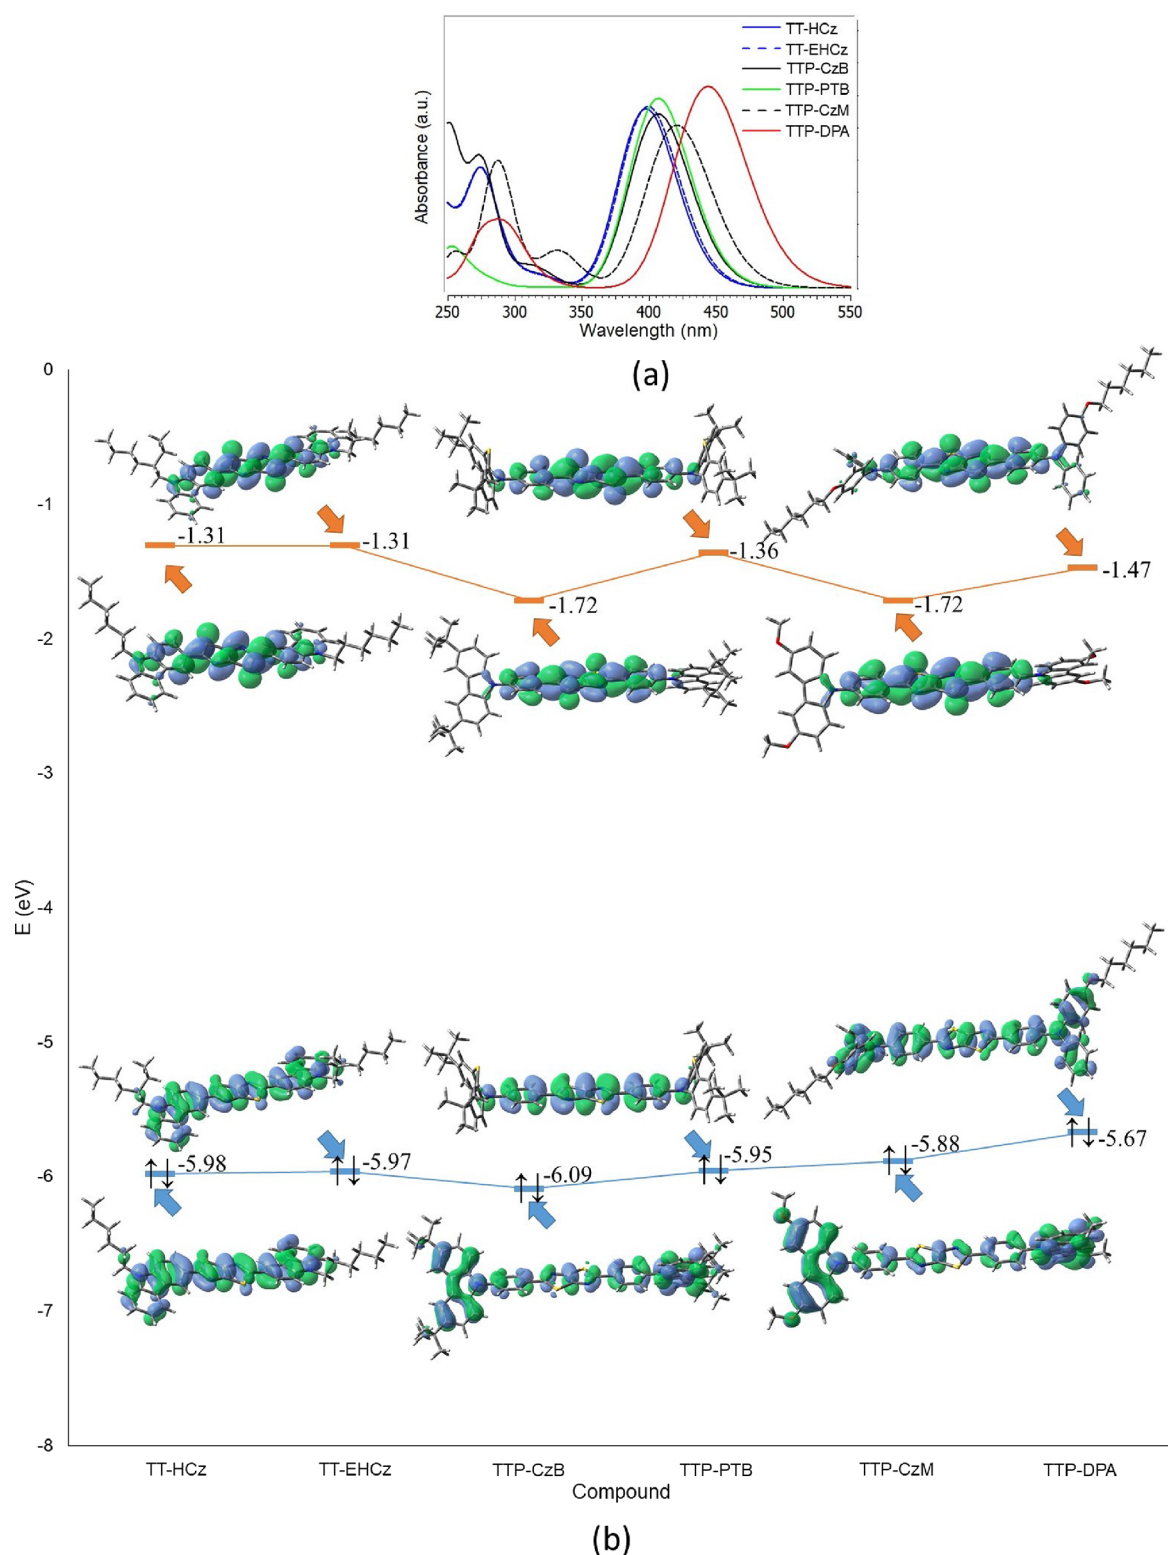 TT-HCz
TT-EHCz
TTP-CzB
TTP-PTB
TTP-CzM
TTP-DPA
Absorbance (a.u.)
250 300 350 400 450 500 550
Wavelength (nm)
(a)
0
-1
-1.31 -1.31 -1.72 -1.36 -1.72 -1.47
-2
-3
E (eV)
-4
-5
-5.98 -5.97 -6.09 -5.95 -5.88 -5.67
-6
-7
-8
TT-HCz TT-EHCz TTP-CzB TTP-PTB TTP-CzM TTP-DPA
Compound
(b)